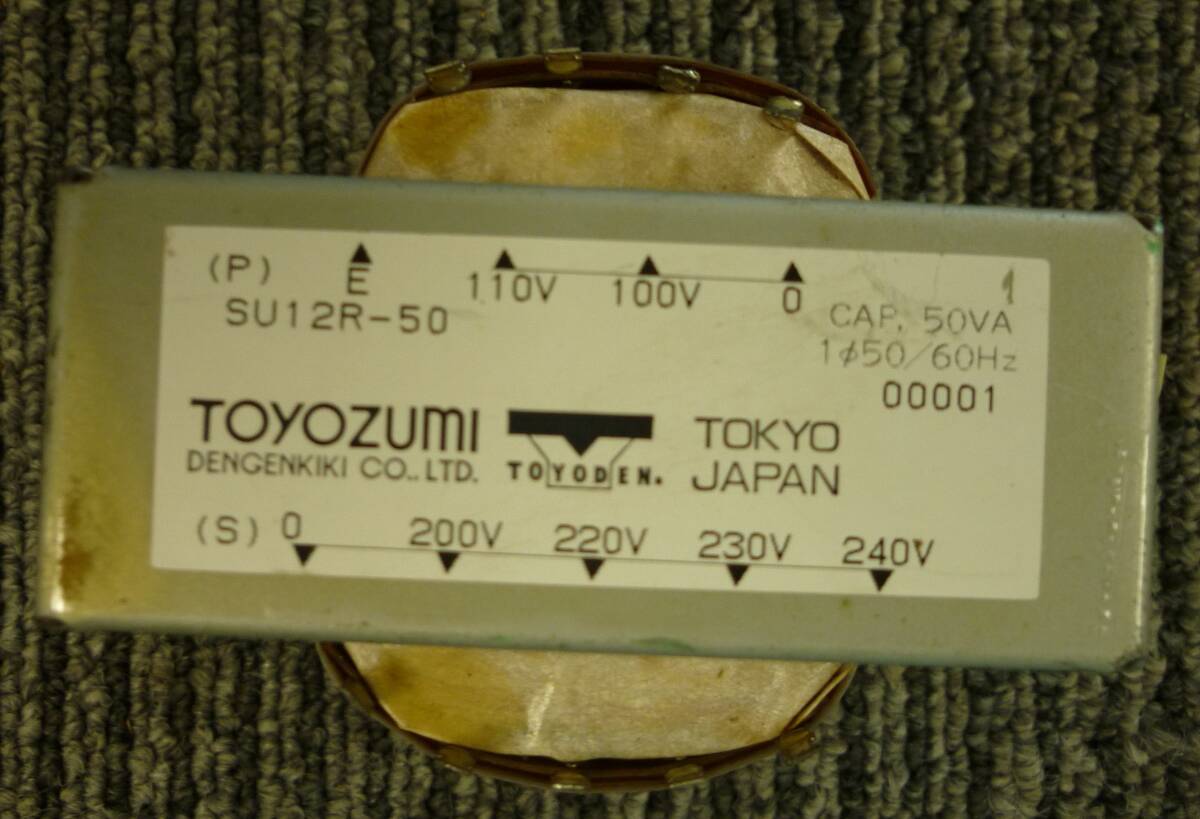 (P) E 110V 100V 0 1
SU12R-50
CAP. 50VA
1φ50/60Hz
00001
TOYOZUMI
DENGENKIKI CO.,LTD.
TOYODEN.
TOKYO
JAPAN
(S) 0 200V 220V 230V 240V